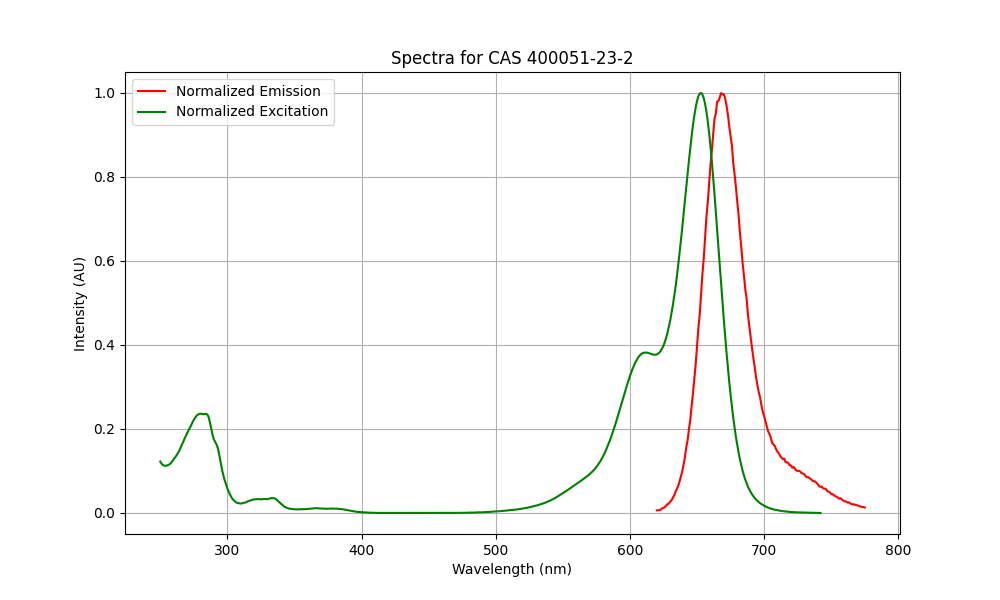 Spectra for CAS 400051-23-2
Normalized Emission
Normalized Excitation
1.0
0.8
0.6
0.4
0.2
0.0
Intensity (AU)
300 400 500 600 700 800
Wavelength (nm)